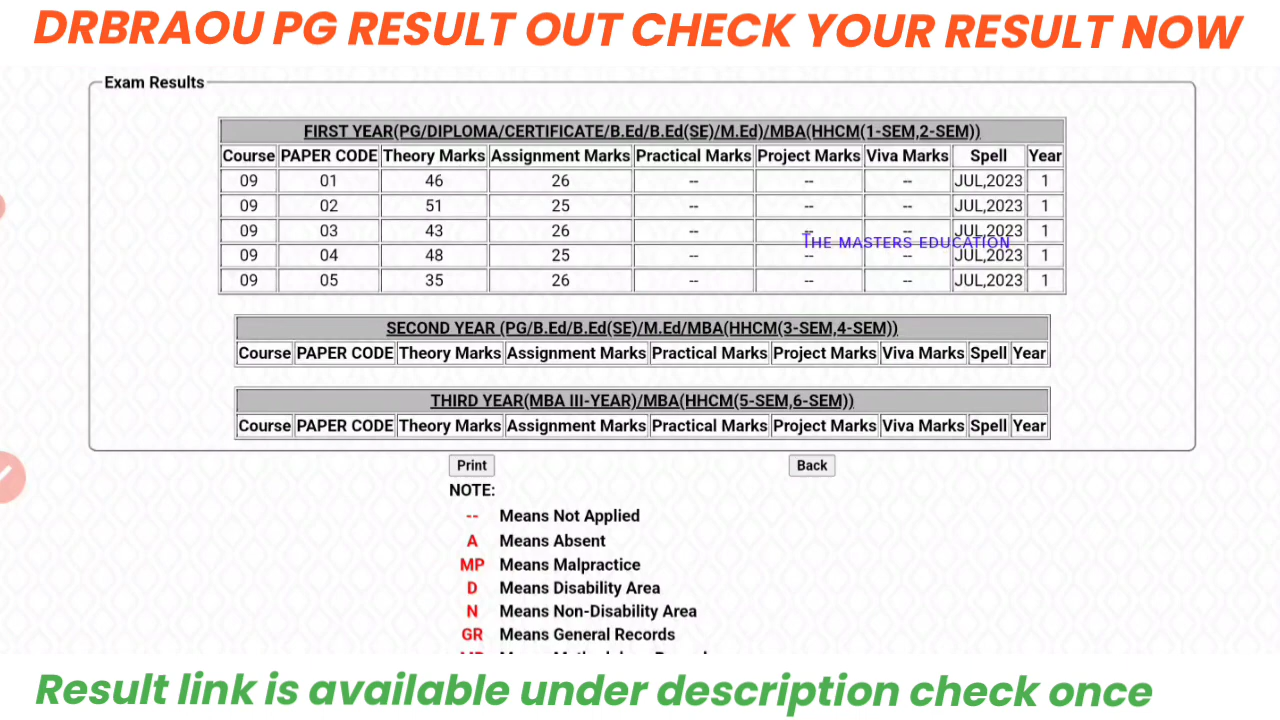 DRBRAOU PG RESULT OUT CHECK YOUR RESULT NOW
Exam Results
FIRST YEAR(PG/DIPLOMA/CERTIFICATE/B.Ed/B.Ed(SE)/M.Ed)/MBA(HHCM(1-SEM,2-SEM))
Course PAPER CODE Theory Marks Assignment Marks Practical Marks Project Marks Viva Marks Spell Year
09 01 46 26 -- -- -- JUL,2023 1
09 02 51 25 -- -- -- JUL,2023 1
09 03 43 26 -- -- -- JUL,2023 1
THE MASTERS EDUCATION
09 04 48 25 -- -- -- JUL,2023 1
09 05 35 26 -- -- -- JUL,2023 1
SECOND YEAR (PG/B.Ed/B.Ed(SE)/M.Ed/MBA(HHCM(3-SEM,4-SEM))
Course PAPER CODE Theory Marks Assignment Marks Practical Marks Project Marks Viva Marks Spell Year
THIRD YEAR(MBA III-YEAR)/MBA(HHCM(5-SEM,6-SEM))
Course PAPER CODE Theory Marks Assignment Marks Practical Marks Project Marks Viva Marks Spell Year
Print Back
NOTE:
-- Means Not Applied
A Means Absent
MP Means Malpractice
D Means Disability Area
N Means Non-Disability Area
GR Means General Records
Result link is available under description check once